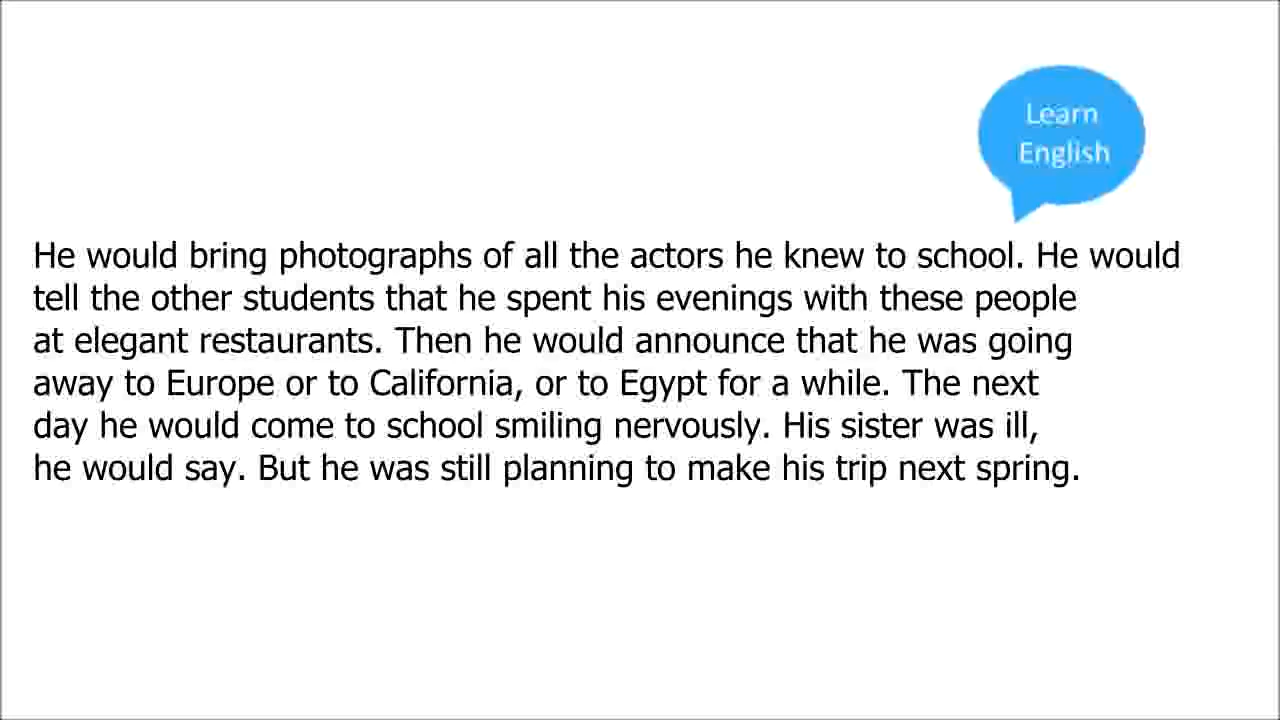 Learn
English
He would bring photographs of all the actors he knew to school. He would
tell the other students that he spent his evenings with these people
at elegant restaurants. Then he would announce that he was going
away to Europe or to California, or to Egypt for a while. The next
day he would come to school smiling nervously. His sister was ill,
he would say. But he was still planning to make his trip next spring.